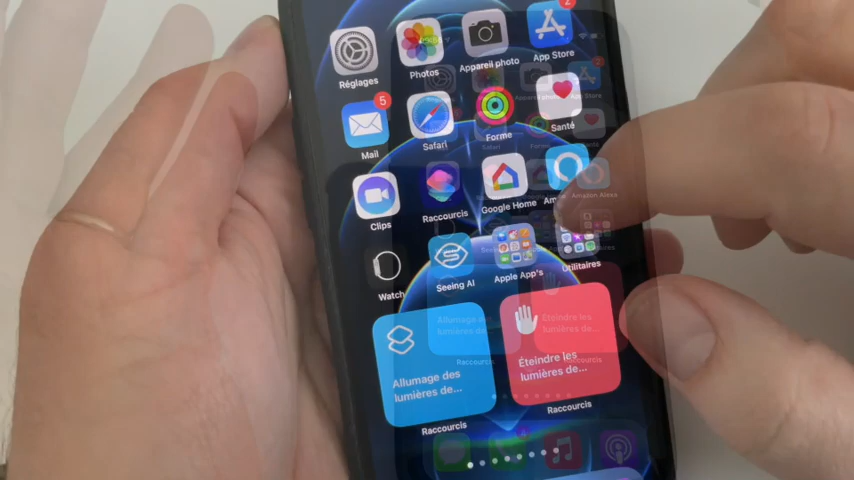 2
Réglages
Photos
Appareil photo
App Store
5
Mail
Safari
Forme
Santé
Clips
Raccourcis
Google Home
Amazon Alexa
Watch
Seeing AI
Apple App's
Utilitaires
Allumage des
lumières de...
Éteindre les
lumières de...
Raccourcis
Raccourcis